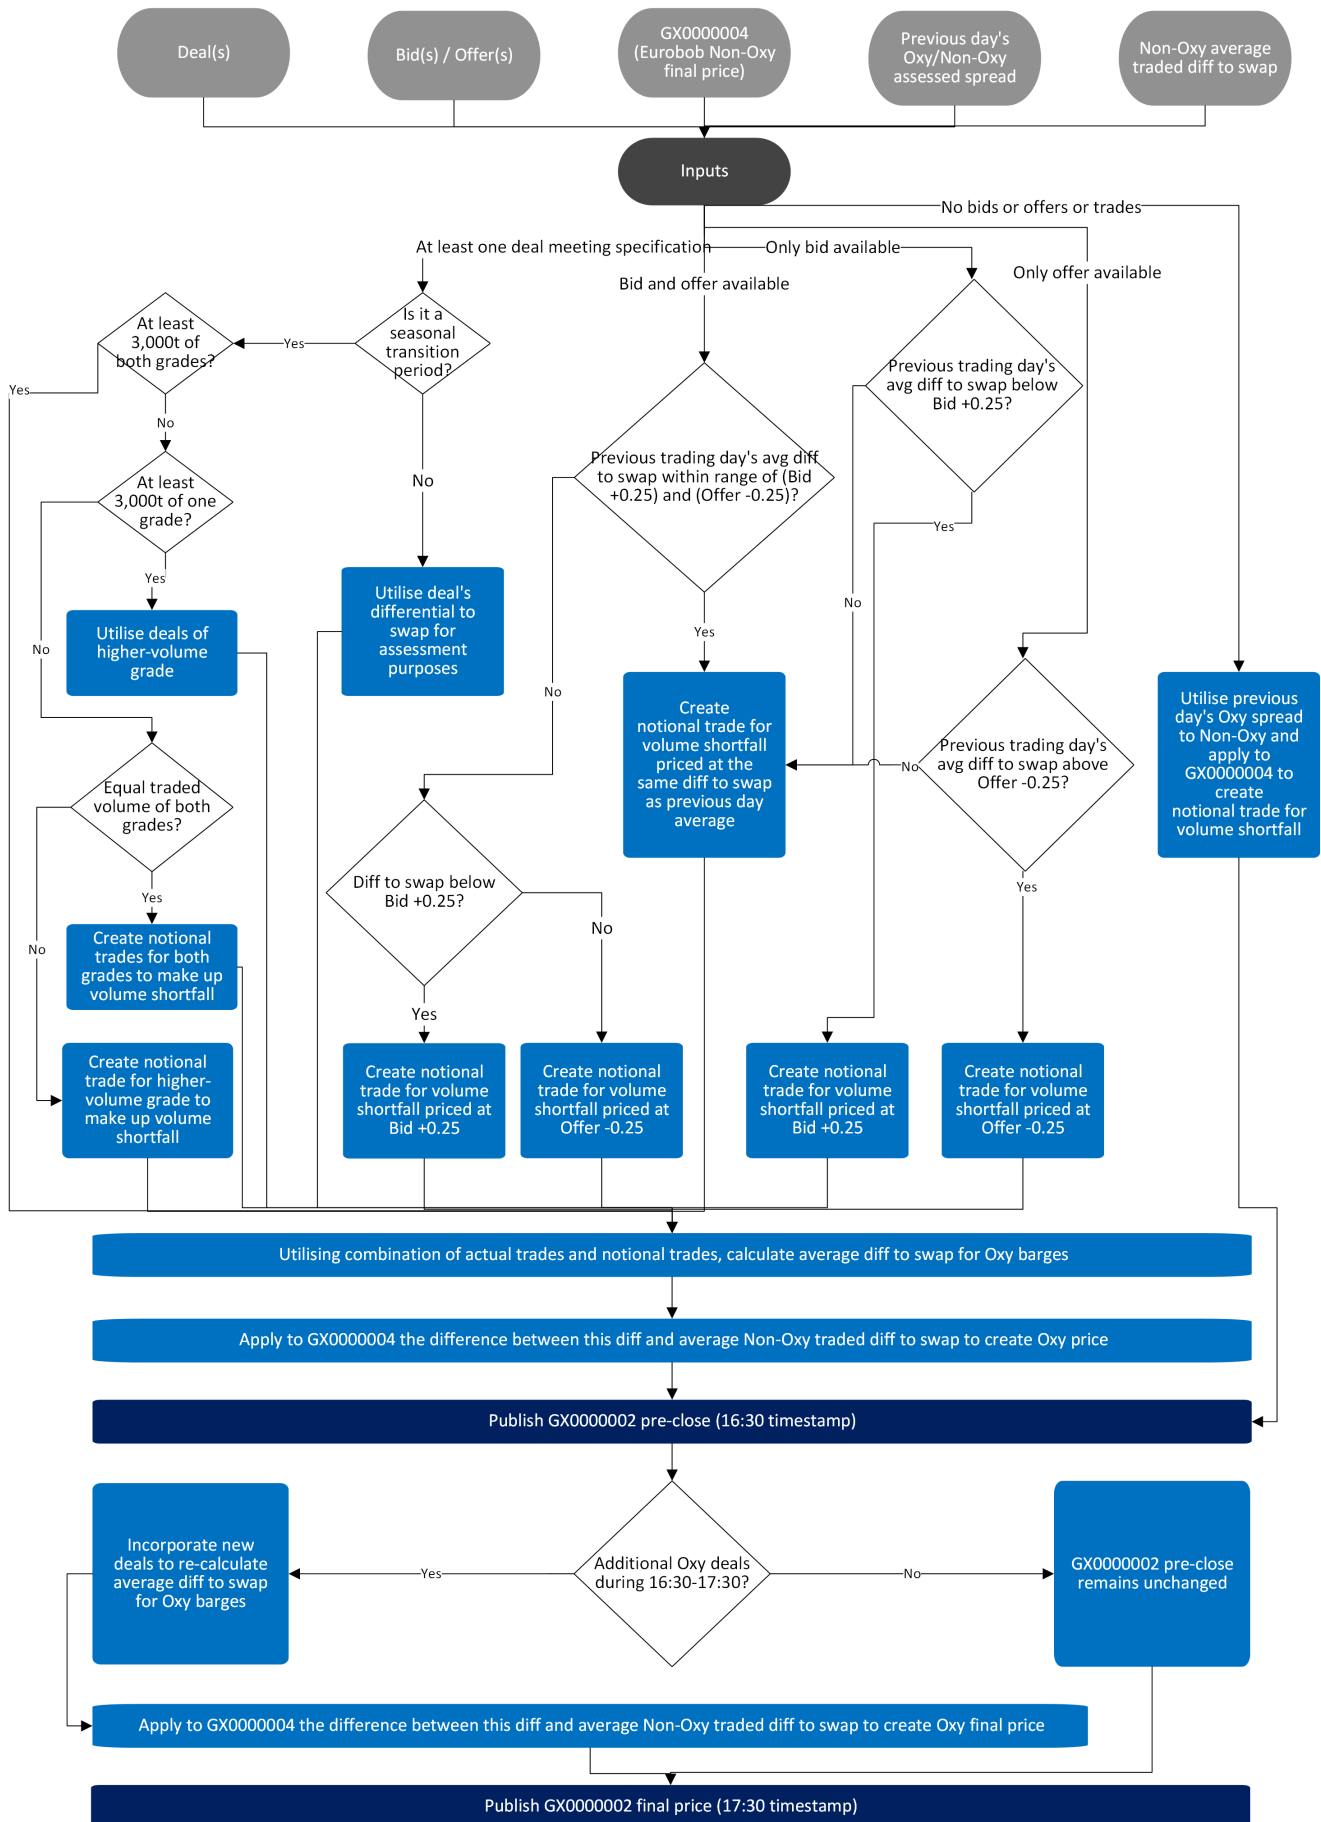 Deal(s)
Bid(s) / Offer(s)
GX0000004
(Eurobob Non-Oxy
final price)
Previous day's
Oxy/Non-Oxy
assessed spread
Non-Oxy average
traded diff to swap
Inputs
No bids or offers or trades
At least one deal meeting specification
Only bid available
Only offer available
Bid and offer available
At least
3,000t of
both grades?
Yes
Is it a
seasonal
transition
period?
Previous trading day's
avg diff to swap below
Bid +0.25?
Yes
No
Previous trading day's avg diff
to swap within range of (Bid
+0.25) and (Offer -0.25)?
No
At least
3,000t of one
grade?
Yes
Yes
Utilise deal's
differential to
swap for
assessment
purposes
No
Yes
Utilise deals of
higher-volume
grade
No
No
Create
notional trade for
volume shortfall
priced at the
same diff to swap
as previous day
average
No
Previous trading day's
avg diff to swap above
Offer -0.25?
Utilise previous
day's Oxy spread
to Non-Oxy and
apply to
GX0000004 to
create
notional trade for
volume shortfall
Equal traded
volume of both
grades?
Yes
Diff to swap below
Bid +0.25?
Yes
No
No
Create notional
trades for both
grades to make up
volume shortfall
Yes
Create notional
trade for higher-
volume grade to
make up volume
shortfall
Create notional
trade for volume
shortfall priced at
Bid +0.25
Create notional
trade for volume
shortfall priced at
Offer -0.25
Create notional
trade for volume
shortfall priced at
Bid +0.25
Create notional
trade for volume
shortfall priced at
Offer -0.25
Utilising combination of actual trades and notional trades, calculate average diff to swap for Oxy barges
Apply to GX0000004 the difference between this diff and average Non-Oxy traded diff to swap to create Oxy price
Publish GX0000002 pre-close (16:30 timestamp)
Incorporate new
deals to re-calculate
average diff to swap
for Oxy barges
Yes
Additional Oxy deals
during 16:30-17:30?
No
GX0000002 pre-close
remains unchanged
Apply to GX0000004 the difference between this diff and average Non-Oxy traded diff to swap to create Oxy final price
Publish GX0000002 final price (17:30 timestamp)